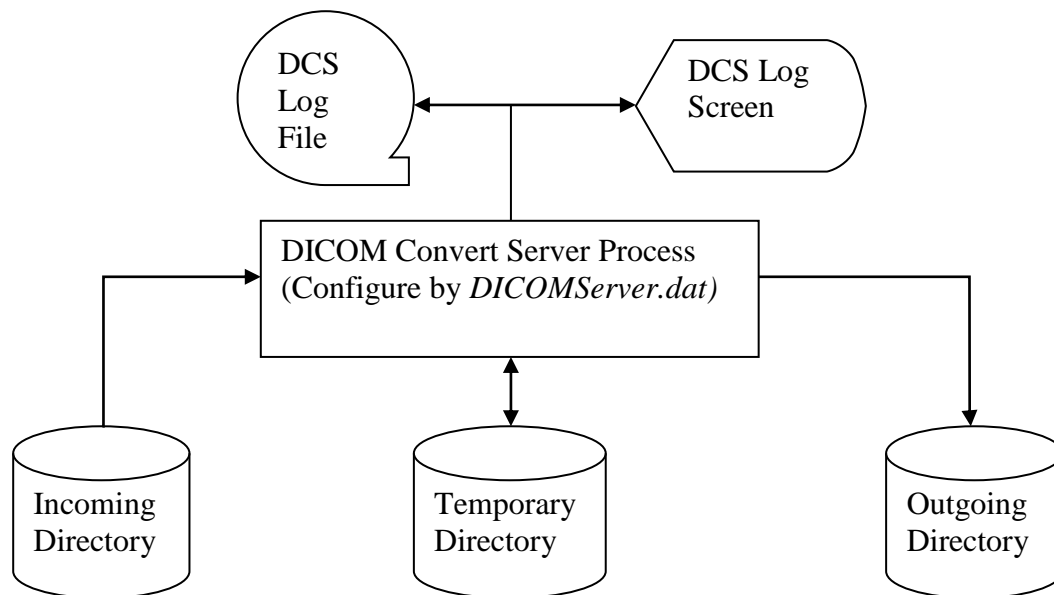 DCS
Log
File
DCS Log
Screen
DICOM Convert Server Process
(Configure by DICOMServer.dat)
Incoming
Directory
Temporary
Directory
Outgoing
Directory